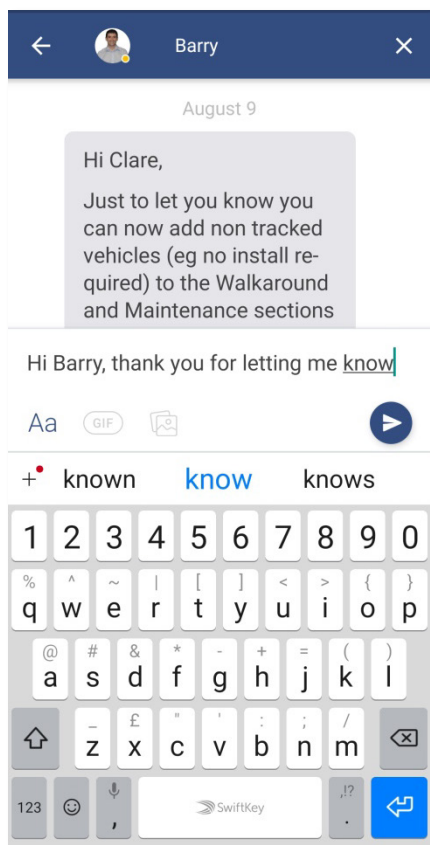 Barry
August 9
Hi Clare,
Just to let you know you
can now add non tracked
vehicles (eg no install re-
quired) to the Walkaround
and Maintenance sections
Hi Barry, thank you for letting me know
Aa GIF
+ known know knows
1 2 3 4 5 6 7 8 9 0
% ^ ~ | [ ] < > { }
q w e r t y u i o p
@ # & * - + = ( )
a s d f g h j k l
_ £ " ' : ; /
z x c v b n m
,!?
123 , SwiftKey .